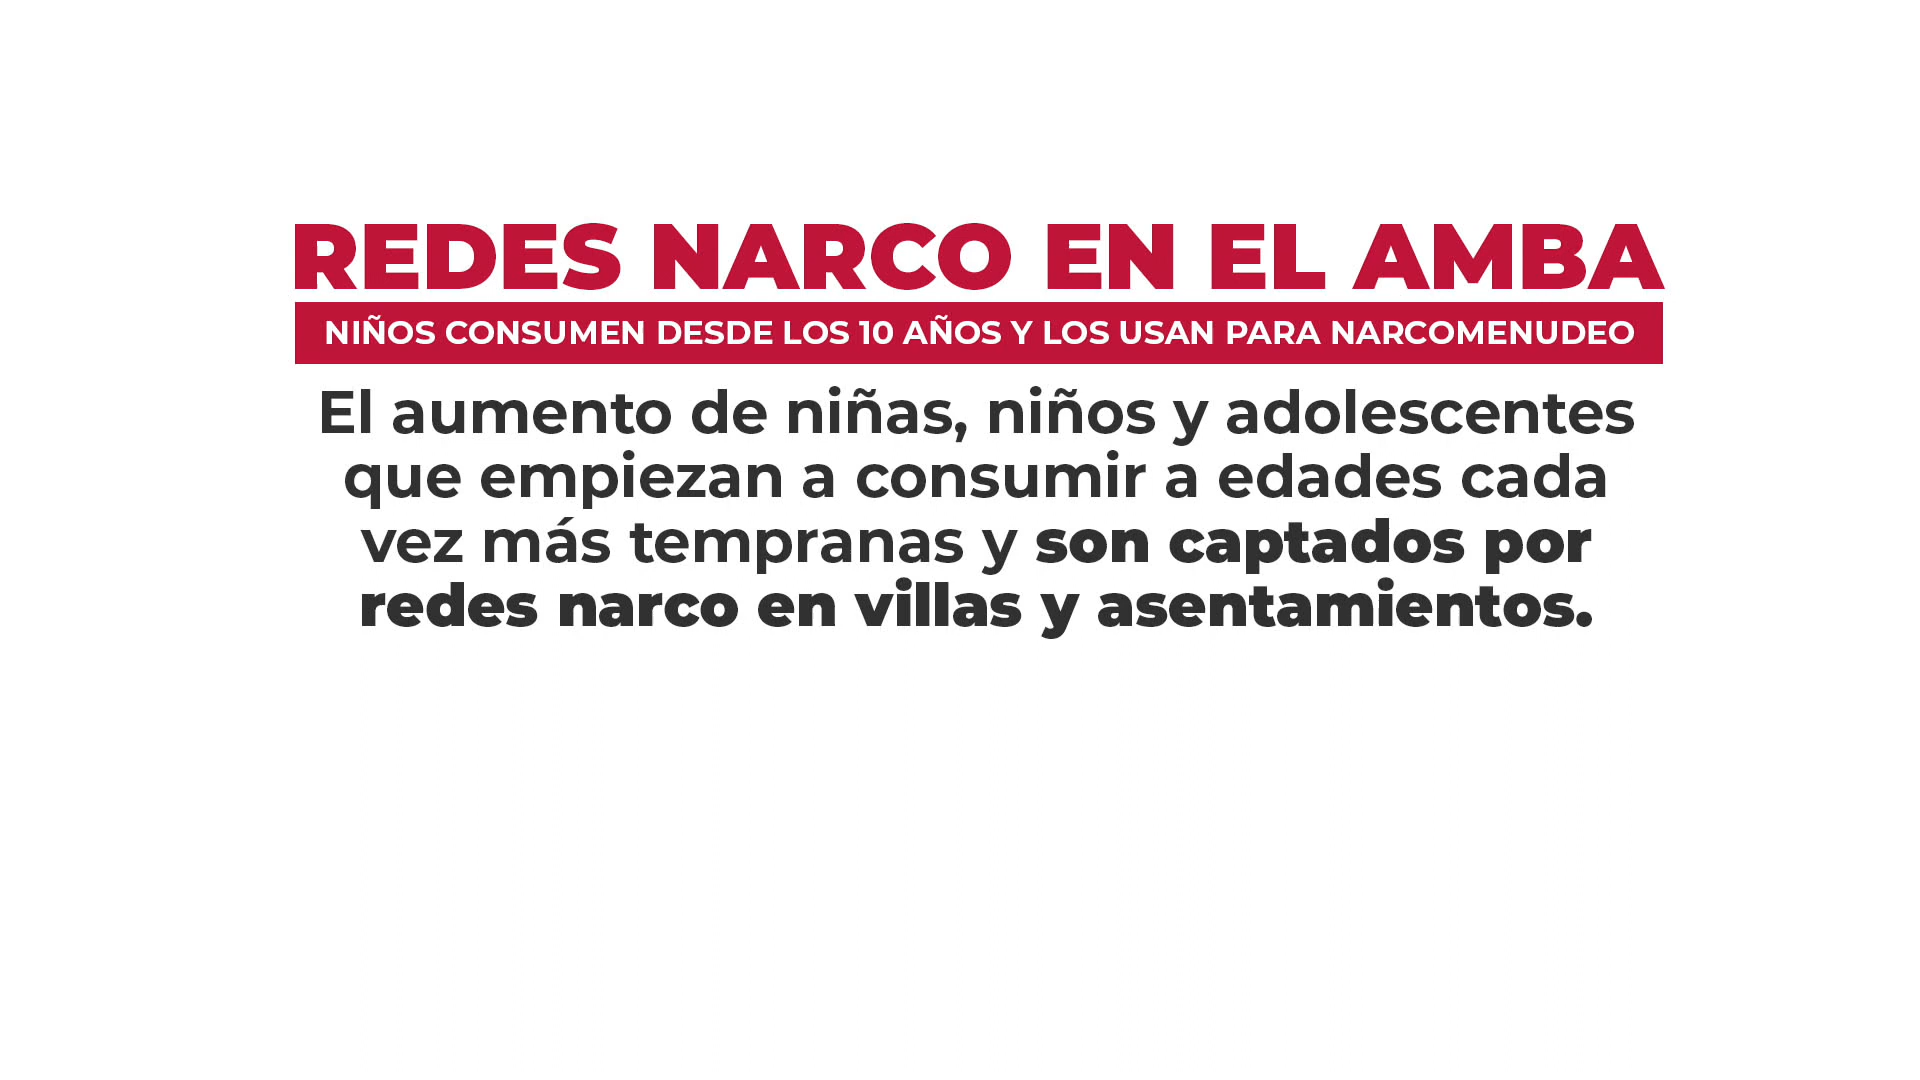 REDES NARCO EN EL AMBA
NIÑOS CONSUMEN DESDE LOS 10 AÑOS Y LOS USAN PARA NARCOMENUDEO
El aumento de niñas, niños y adolescentes
que empiezan a consumir a edades cada
vez más tempranas y son captados por
redes narco en villas y asentamientos.